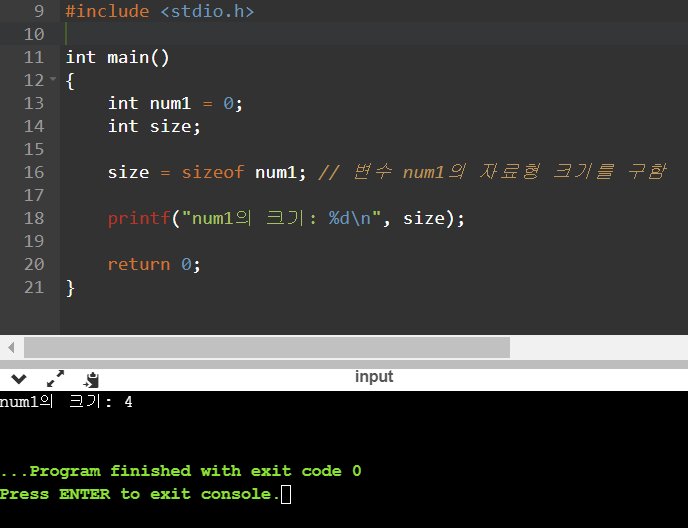 9 #include <stdio.h>
10
11 int main()
12 {
13 int num1 = 0;
14 int size;
15
16 size = sizeof num1; // 변수 num1의 자료형 크기를 구함
17
18 printf("num1의 크기: %d\n", size);
19
20 return 0;
21 }
input
num1의 크기: 4
...Program finished with exit code 0
Press ENTER to exit console.